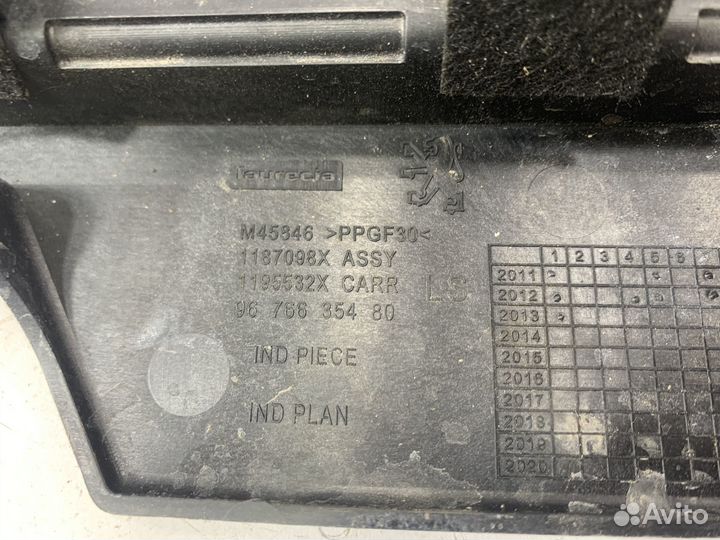 faurecia
M45846 >PPGF30<
1187098X ASSY
1195532X CARR
LS
96 766 354 80
IND PIECE
IND PLAN
1 2 3 4 5 6
2011
2012
2013
2014
2015
2016
2017
2018
2019
2020
Avito